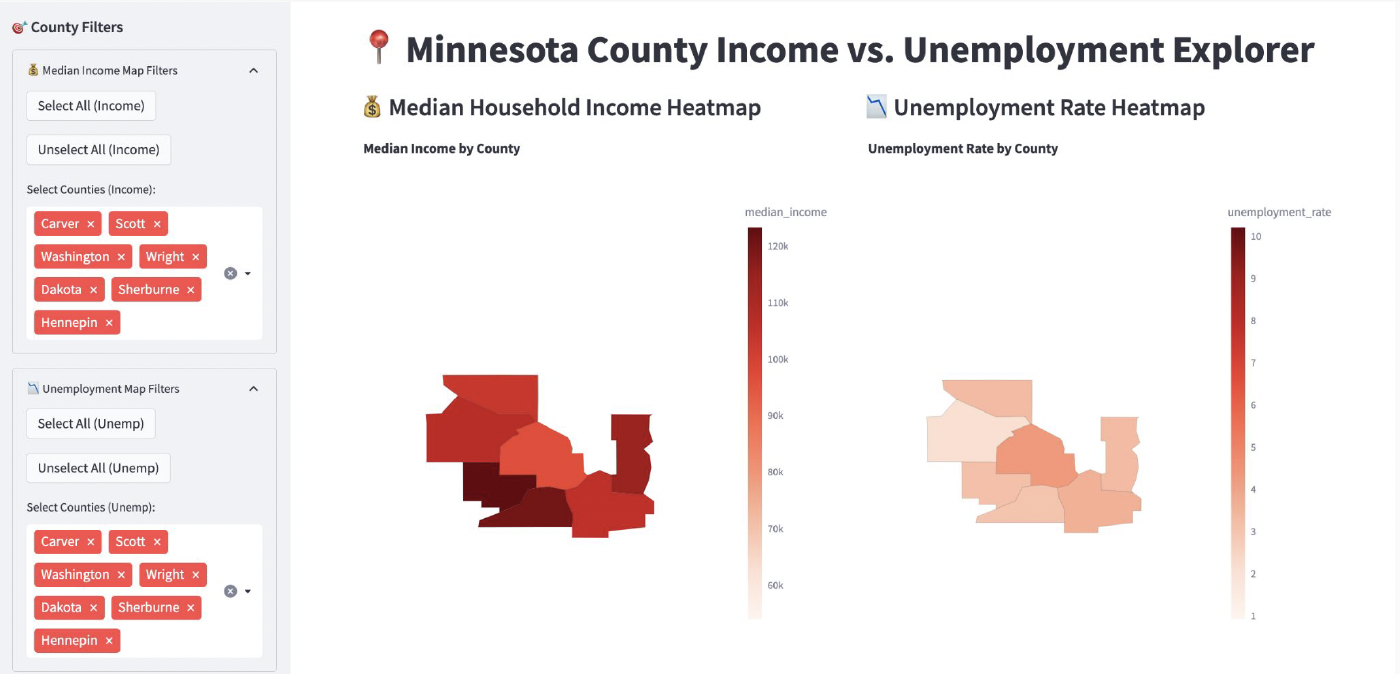 County Filters
Median Income Map Filters
Select All (Income)
Unselect All (Income)
Select Counties (Income):
Carver × Scott ×
Washington × Wright ×
Dakota × Sherburne ×
Hennepin ×
Unemployment Map Filters
Select All (Unemp)
Unselect All (Unemp)
Select Counties (Unemp):
Carver × Scott ×
Washington × Wright ×
Dakota × Sherburne ×
Hennepin ×
Minnesota County Income vs. Unemployment Explorer
Median Household Income Heatmap
Median Income by County
median_income
120k
110k
100k
90k
80k
70k
60k
Unemployment Rate Heatmap
Unemployment Rate by County
unemployment_rate
10
9
8
7
6
5
4
3
2
1